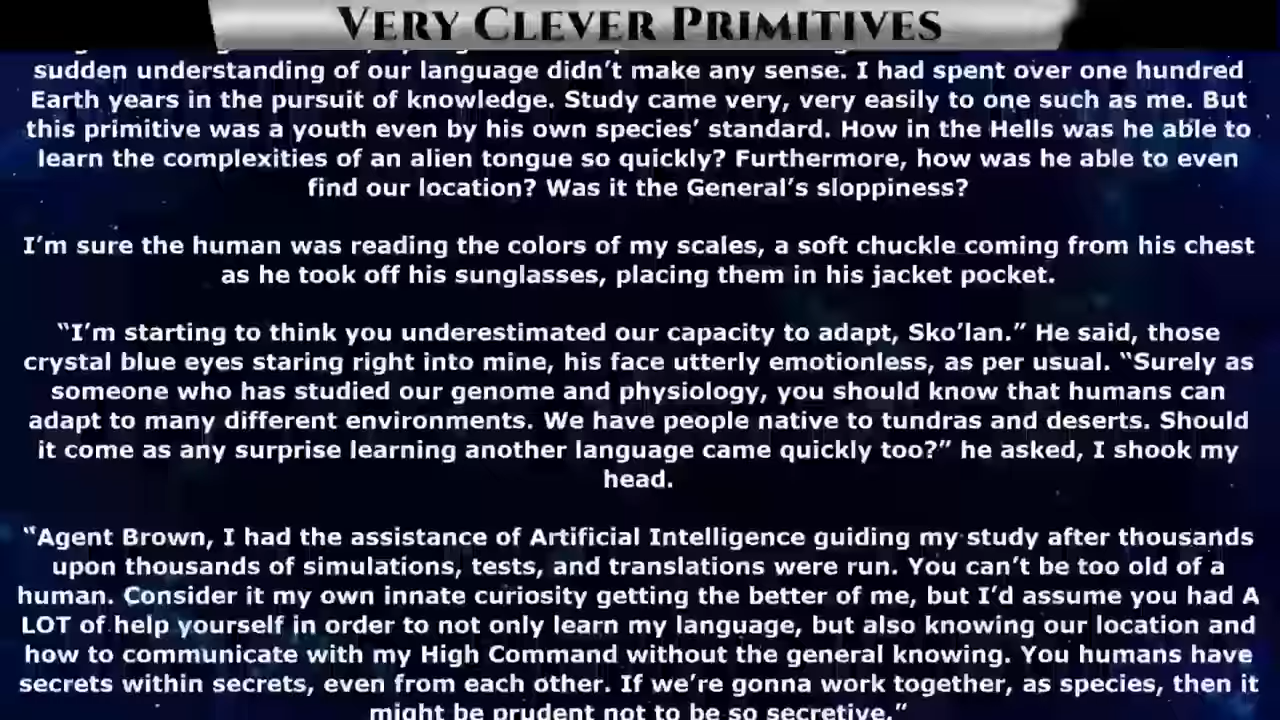 VERY CLEVER PRIMITIVES
sudden understanding of our language didn’t make any sense. I had spent over one hundred
Earth years in the pursuit of knowledge. Study came very, very easily to one such as me. But
this primitive was a youth even by his own species’ standard. How in the Hells was he able to
learn the complexities of an alien tongue so quickly? Furthermore, how was he able to even
find our location? Was it the General’s sloppiness?
I’m sure the human was reading the colors of my scales, a soft chuckle coming from his chest
as he took off his sunglasses, placing them in his jacket pocket.
“I’m starting to think you underestimated our capacity to adapt, Sko’lan.” He said, those
crystal blue eyes staring right into mine, his face utterly emotionless, as per usual. “Surely as
someone who has studied our genome and physiology, you should know that humans can
adapt to many different environments. We have people native to tundras and deserts. Should
it come as any surprise learning another language came quickly too?” he asked, I shook my
head.
“Agent Brown, I had the assistance of Artificial Intelligence guiding my study after thousands
upon thousands of simulations, tests, and translations were run. You can’t be too old of a
human. Consider it my own innate curiosity getting the better of me, but I’d assume you had A
LOT of help yourself in order to not only learn my language, but also knowing our location and
how to communicate with my High Command without the general knowing. You humans have
secrets within secrets, even from each other. If we’re gonna work together, as species, then it
might be prudent not to be so secretive.”